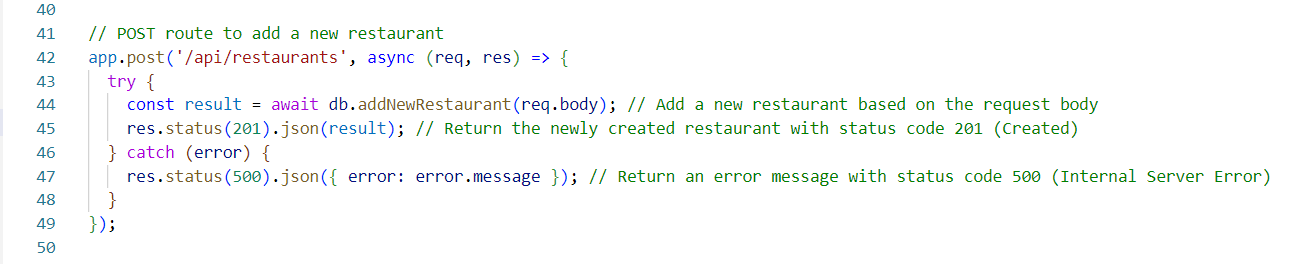 40
41 // POST route to add a new restaurant
42 app.post('/api/restaurants', async (req, res) => {
43   try {
44     const result = await db.addNewRestaurant(req.body); // Add a new restaurant based on the request body
45     res.status(201).json(result); // Return the newly created restaurant with status code 201 (Created)
46   } catch (error) {
47     res.status(500).json({ error: error.message }); // Return an error message with status code 500 (Internal Server Error)
48   }
49 });
50